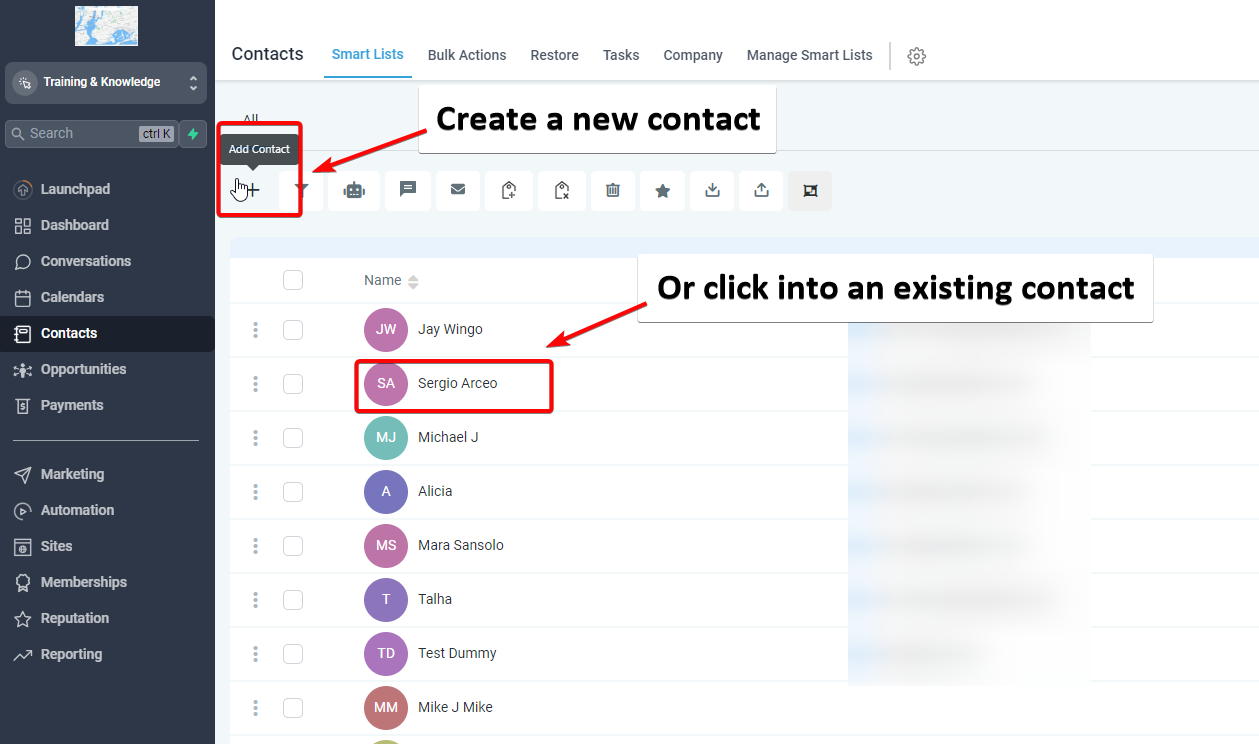 Contacts
Smart Lists
Bulk Actions
Restore
Tasks
Company
Manage Smart Lists
Training & Knowledge
Search
ctrl K
All
Create a new contact
Add Contact
Launchpad
Dashboard
Conversations
Calendars
Contacts
Opportunities
Payments
Marketing
Automation
Sites
Memberships
Reputation
Reporting
Name
Or click into an existing contact
JW Jay Wingo
SA Sergio Arceo
MJ Michael J
A Alicia
MS Mara Sansolo
T Talha
TD Test Dummy
MM Mike J Mike